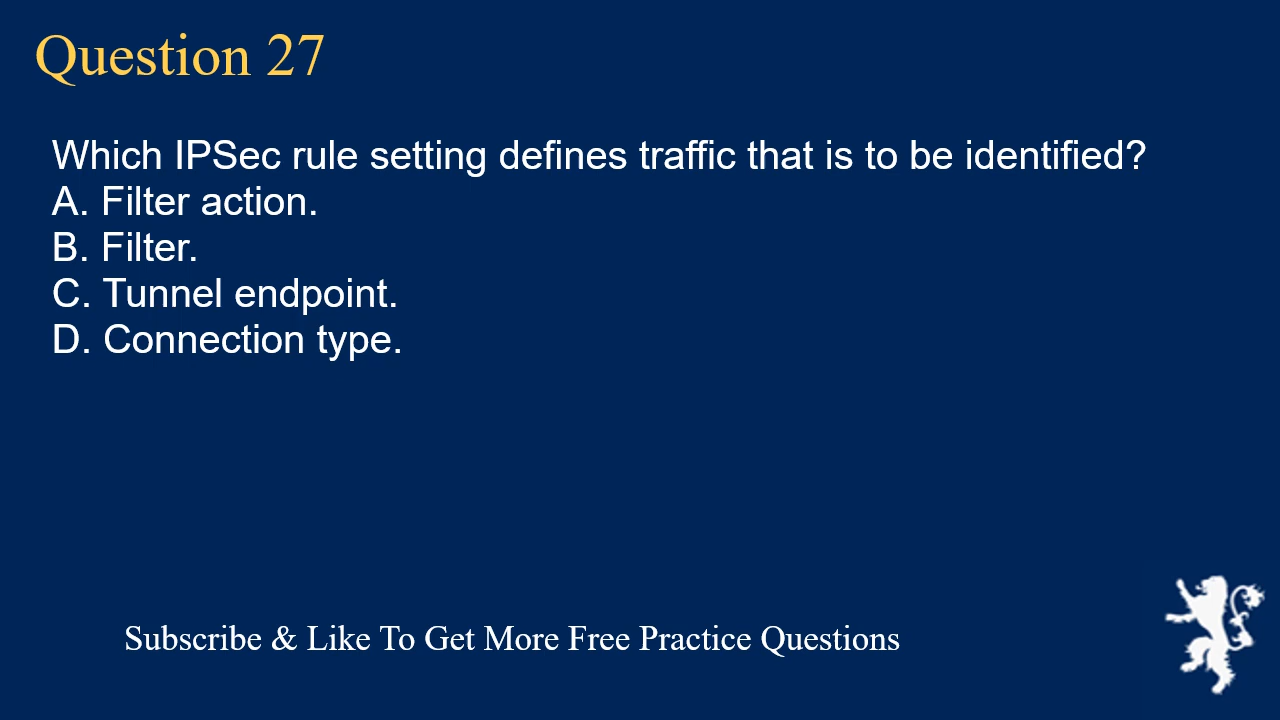 Question 27
Which IPSec rule setting defines traffic that is to be identified?
A. Filter action.
B. Filter.
C. Tunnel endpoint.
D. Connection type.
Subscribe & Like To Get More Free Practice Questions